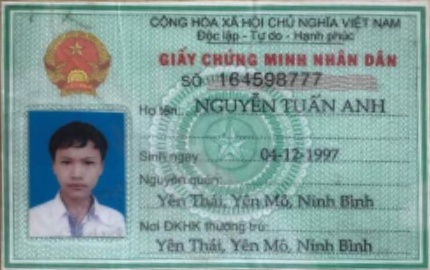 CỘNG HÒA XÃ HỘI CHỦ NGHĨA VIỆT NAM
Độc lập - Tự do - Hạnh phúc
GIẤY CHỨNG MINH NHÂN DÂN
SỐ 164598777
Họ tên: NGUYỄN TUẤN ANH
Sinh ngày: 04-12-1997
Nguyên quán:
Yên Thái, Yên Mô, Ninh Bình
Nơi ĐKHK thường trú:
Yên Thái, Yên Mô, Ninh Bình